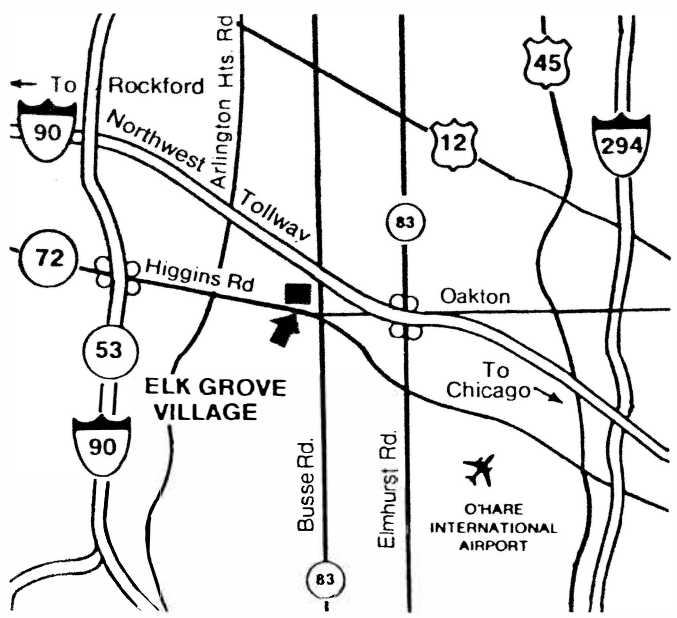 Arlington Hts. Rd
45
← To Rockford
90
Northwest Tollway
12
294
83
72
Higgins Rd
Oakton
53
To
Chicago
ELK GROVE
VILLAGE
90
Busse Rd.
Elmhurst Rd.
O'HARE
INTERNATIONAL
AIRPORT
83